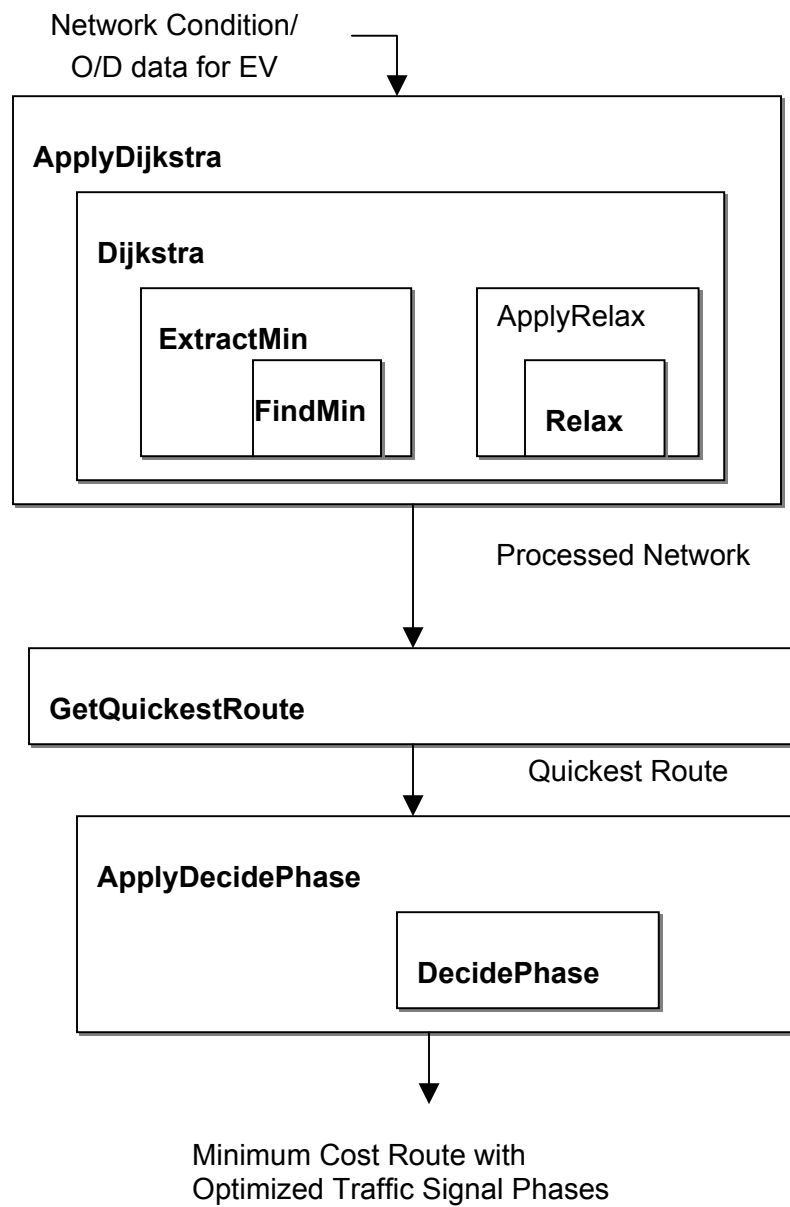 Network Condition/
O/D data for EV
ApplyDijkstra
Dijkstra
ExtractMin
ApplyRelax
FindMin
Relax
Processed Network
GetQuickestRoute
Quickest Route
ApplyDecidePhase
DecidePhase
Minimum Cost Route with
Optimized Traffic Signal Phases